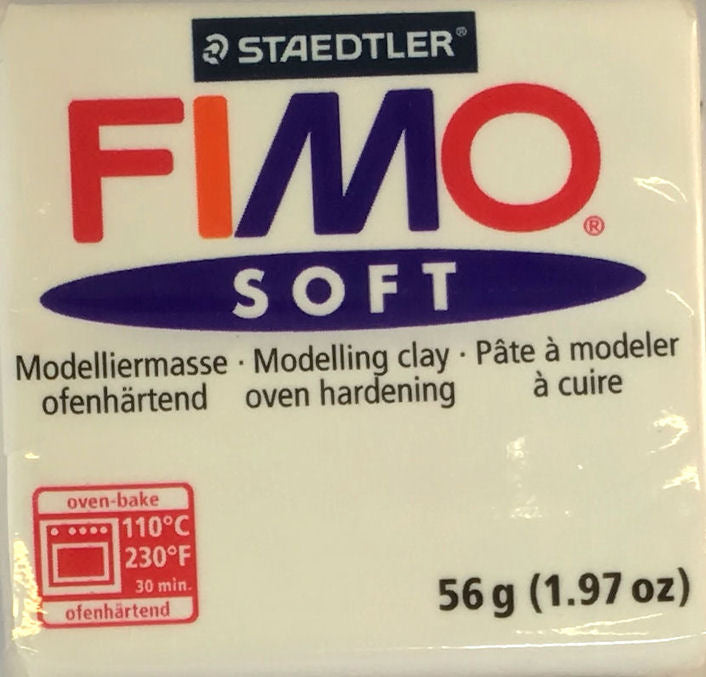 STAEDTLER®
FIMO®
SOFT
Modelliermasse · Modelling clay · Pâte à modeler
ofenhärtend oven hardening à cuire
oven-bake
110°C
230°F
30 min.
ofenhärtend
56 g (1.97 oz)